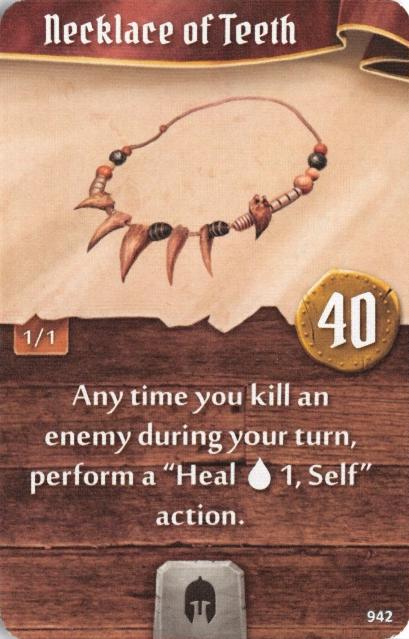 Necklace of Teeth
40
1/1
Any time you kill an
enemy during your turn,
perform a “Heal 1, Self”
action.
942